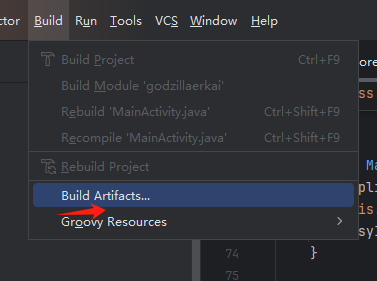 ctor Build Run Tools VCS Window Help
Build Project Ctrl+F9
Build Module 'godzillaerkai'
Rebuild 'MainActivity.java' Ctrl+Shift+F9
Recompile 'MainActivity.java' Ctrl+Shift+F9
Rebuild Project
Build Artifacts...
Groovy Resources
ore
ss
Ma
pli
is
sy
74 }
75